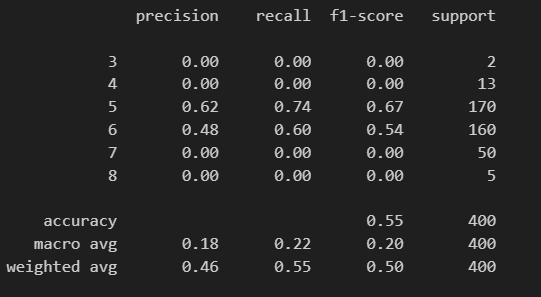 precision recall f1-score support
3 0.00 0.00 0.00 2
4 0.00 0.00 0.00 13
5 0.62 0.74 0.67 170
6 0.48 0.60 0.54 160
7 0.00 0.00 0.00 50
8 0.00 0.00 0.00 5
accuracy 0.55 400
macro avg 0.18 0.22 0.20 400
weighted avg 0.46 0.55 0.50 400